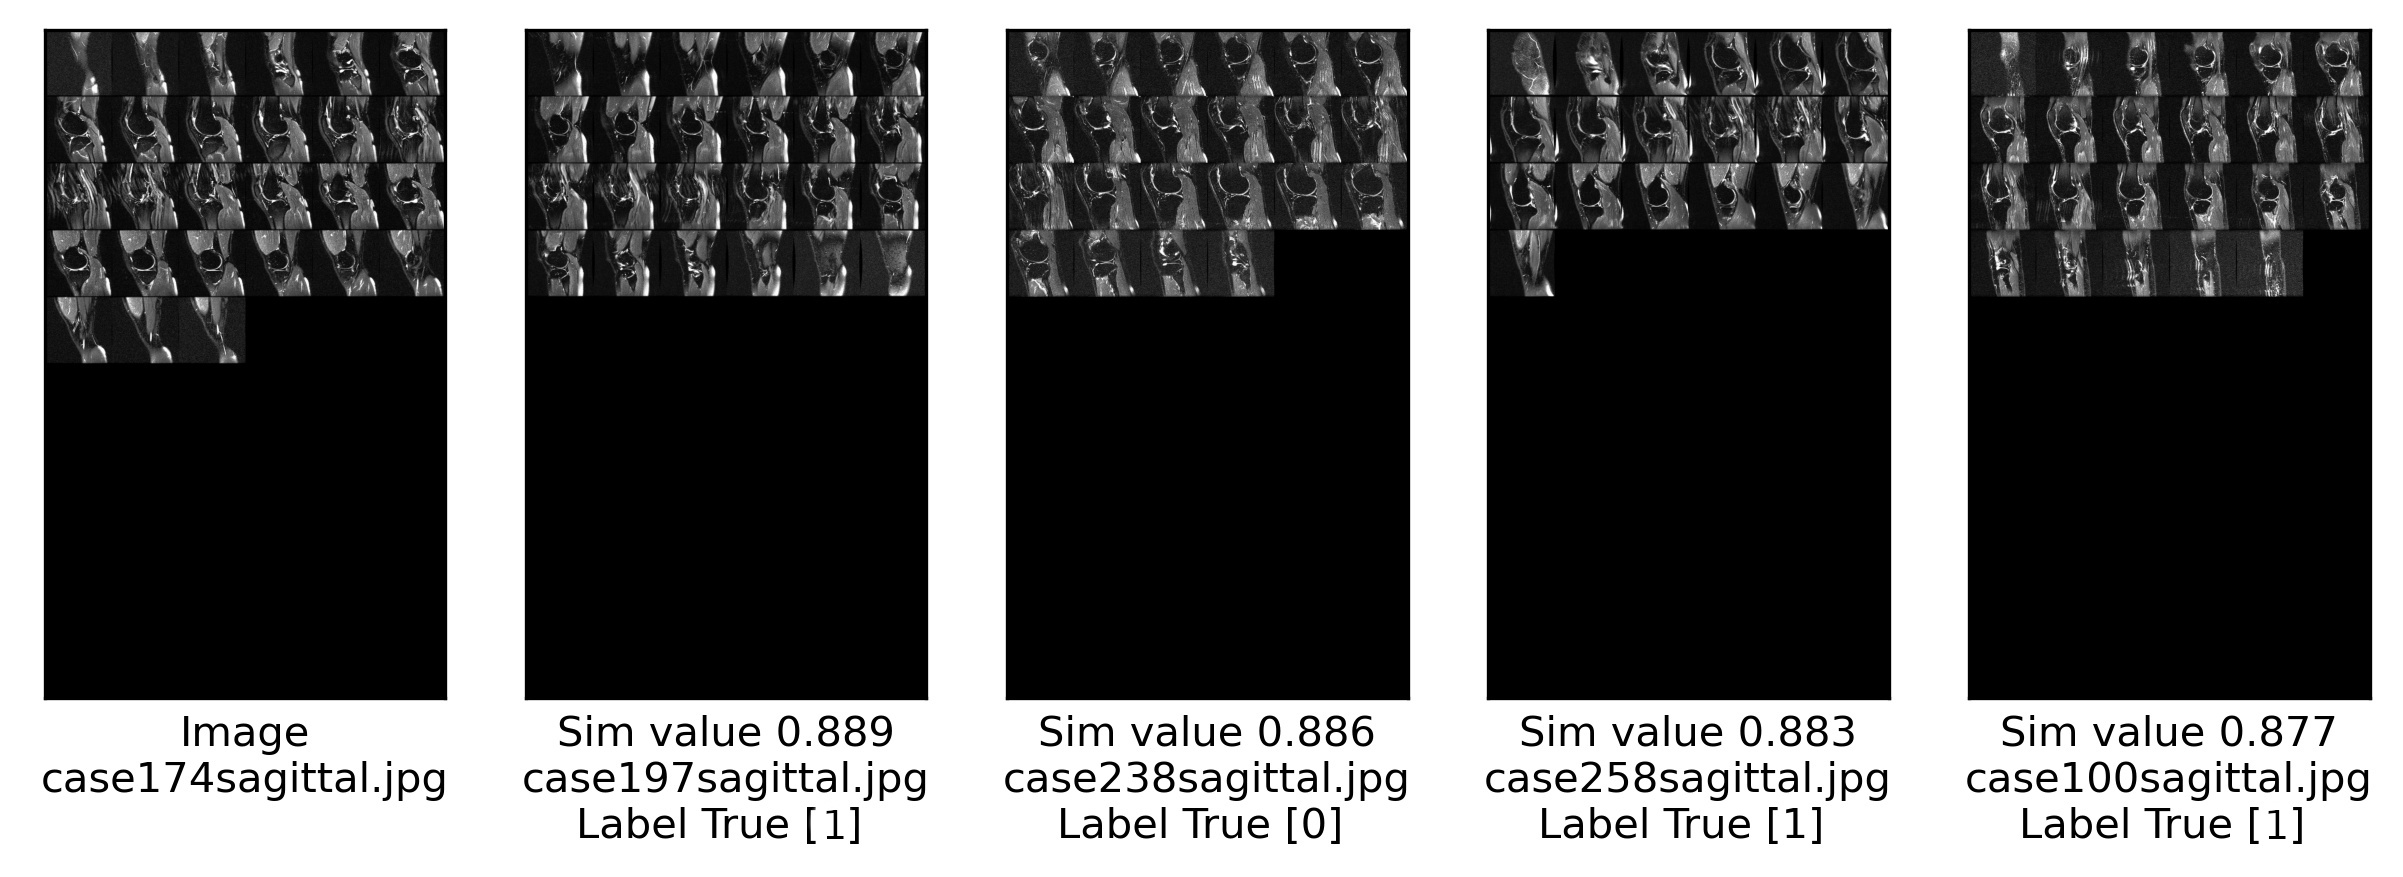 Image
case174sagittal.jpg
Sim value 0.889
case197sagittal.jpg
Label True [1]
Sim value 0.886
case238sagittal.jpg
Label True [0]
Sim value 0.883
case258sagittal.jpg
Label True [1]
Sim value 0.877
case100sagittal.jpg
Label True [1]